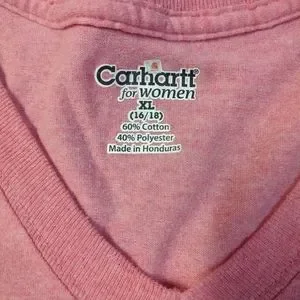 Carhartt
for WOMEN
XL
(16/18)
60% Cotton
40% Polyester
Made in Honduras